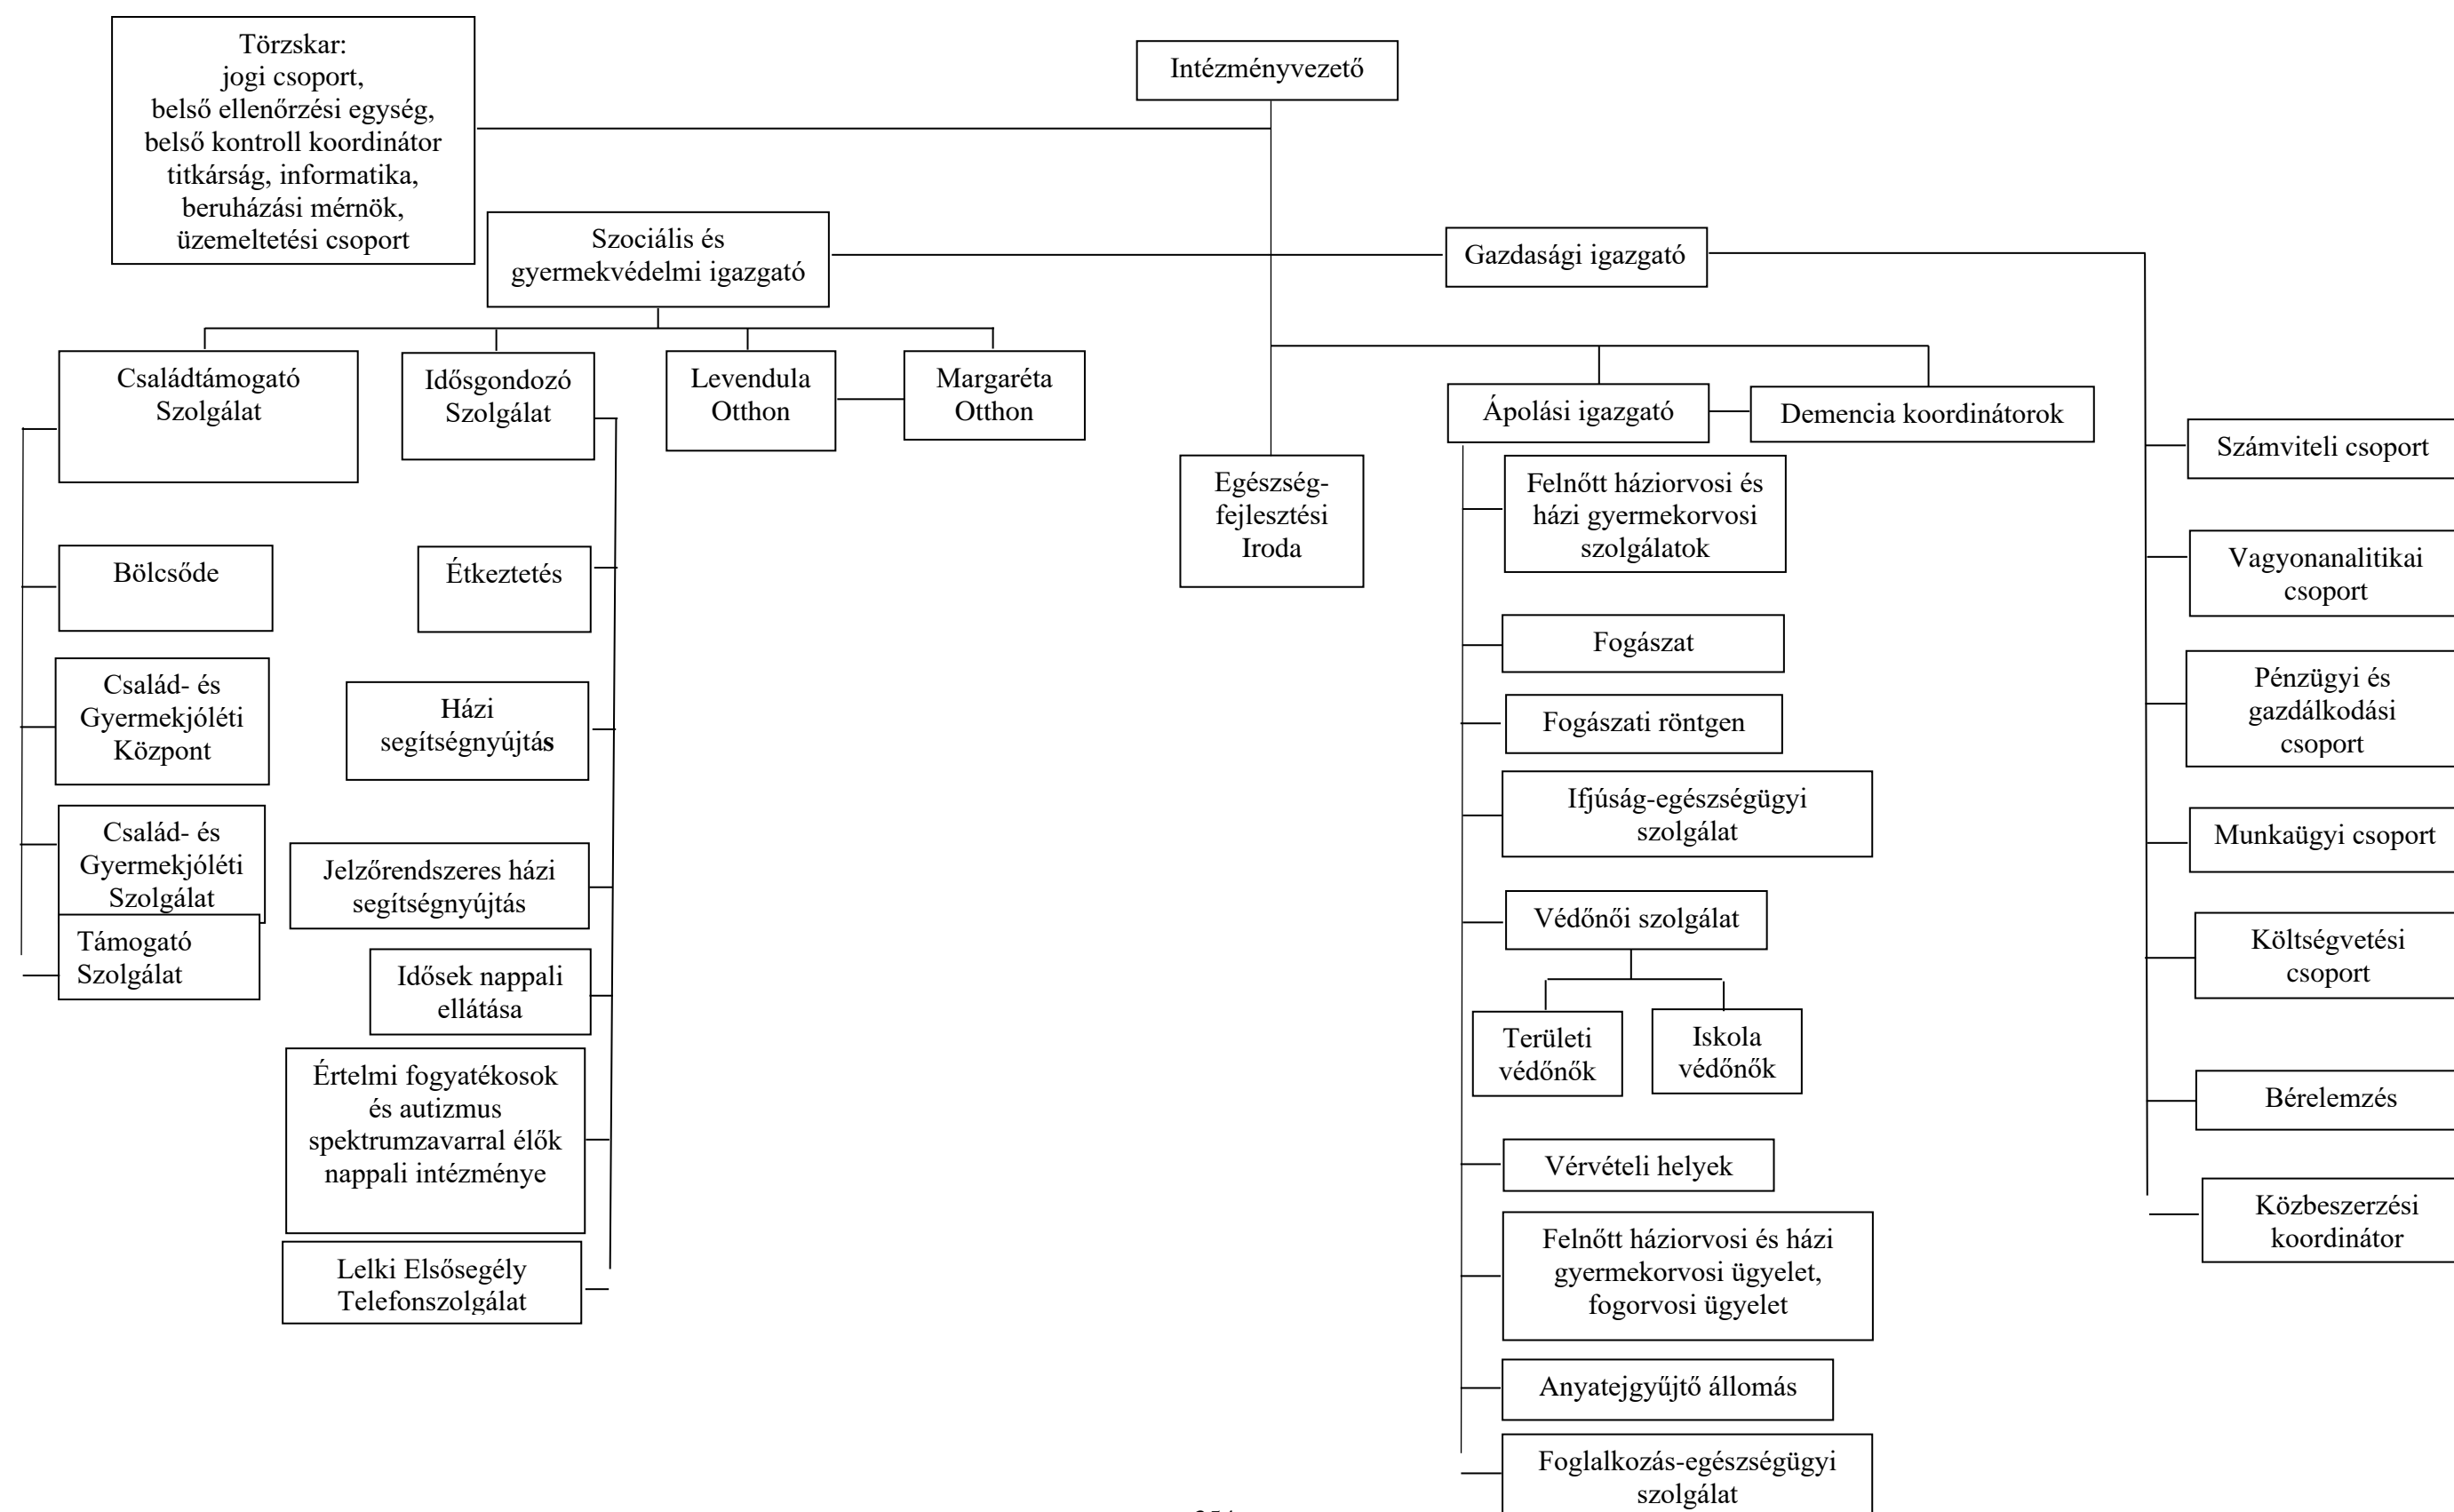 Törzskar:
jogi csoport,
belső ellenőrzési egység,
belső kontroll koordinátor
titkárság, informatika,
beruházási mérnök,
üzemeltetési csoport
Intézményvezető
Szociális és
gyermekvédelmi igazgató
Gazdasági igazgató
Családtámogató
Szolgálat
Idősgondozó
Szolgálat
Levendula
Otthon
Margaréta
Otthon
Ápolási igazgató
Demencia koordinátorok
Egészség-
fejlesztési
Iroda
Bölcsőde
Család- és
Gyermekjóléti
Központ
Család- és
Gyermekjóléti
Szolgálat
Támogató
Szolgálat
Étkeztetés
Házi
segítségnyújtás
Jelzőrendszeres házi
segítségnyújtás
Idősek nappali
ellátása
Értelmi fogyatékosok
és autizmus
spektrumzavarral élők
nappali intézménye
Lelki Elsősegély
Telefonszolgálat
Felnőtt háziorvosi és
házi gyermekorvosi
szolgálatok
Fogászat
Fogászati röntgen
Ifjúság-egészségügyi
szolgálat
Védőnői szolgálat
Területi
védőnők
Iskola
védőnők
Vérvételi helyek
Felnőtt háziorvosi és házi
gyermekorvosi ügyelet,
fogorvosi ügyelet
Anyatejgyűjtő állomás
Foglalkozás-egészségügyi
szolgálat
Számviteli csoport
Vagyonanalitikai
csoport
Pénzügyi és
gazdálkodási
csoport
Munkaügyi csoport
Költségvetési
csoport
Bérelemzés
Közbeszerzési
koordinátor